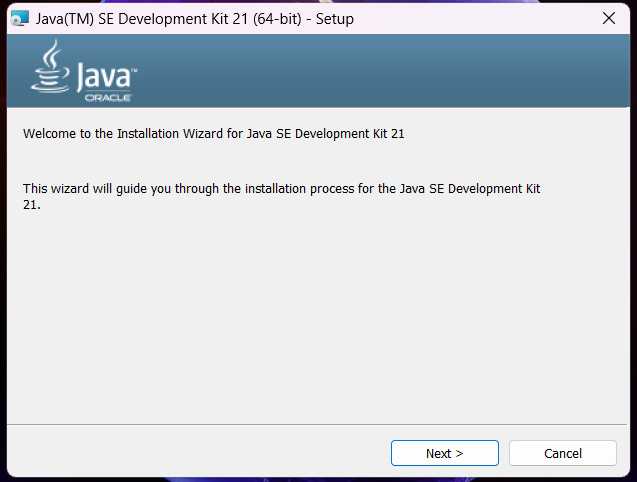 Java(TM) SE Development Kit 21 (64-bit) - Setup
Java™
ORACLE
Welcome to the Installation Wizard for Java SE Development Kit 21
This wizard will guide you through the installation process for the Java SE Development Kit
21.
Next >
Cancel